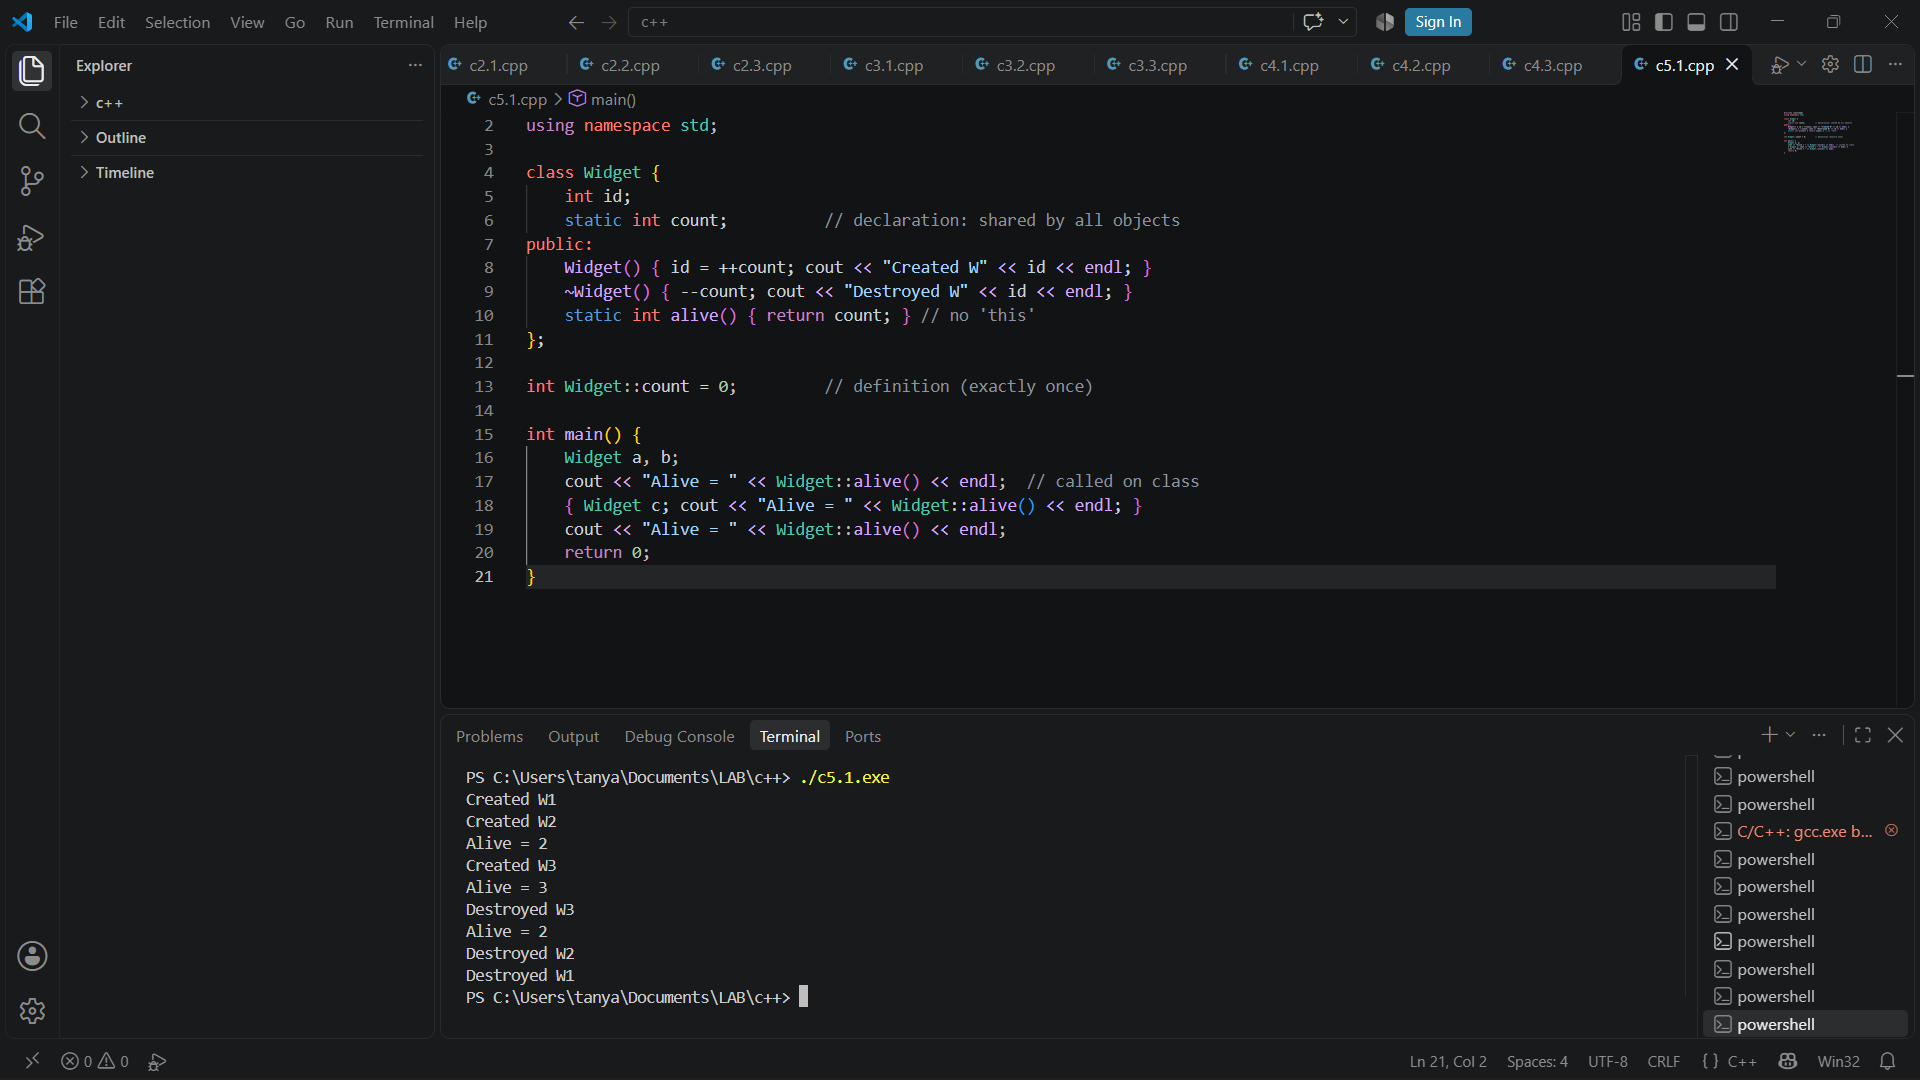 File Edit Selection View Go Run Terminal Help
c++
Sign In
Explorer
c++
Outline
Timeline
c2.1.cpp c2.2.cpp c2.3.cpp c3.1.cpp c3.2.cpp c3.3.cpp c4.1.cpp c4.2.cpp c4.3.cpp c5.1.cpp
c5.1.cpp > main()
2 using namespace std;
3
4 class Widget {
5     int id;
6     static int count;          // declaration: shared by all objects
7 public:
8     Widget() { id = ++count; cout << "Created W" << id << endl; }
9     ~Widget() { --count; cout << "Destroyed W" << id << endl; }
10     static int alive() { return count; } // no 'this'
11 };
12
13 int Widget::count = 0;         // definition (exactly once)
14
15 int main() {
16     Widget a, b;
17     cout << "Alive = " << Widget::alive() << endl;  // called on class
18     { Widget c; cout << "Alive = " << Widget::alive() << endl; }
19     cout << "Alive = " << Widget::alive() << endl;
20     return 0;
21 }
Problems Output Debug Console Terminal Ports
PS C:\Users\tanya\Documents\LAB\c++> ./c5.1.exe
Created W1
Created W2
Alive = 2
Created W3
Alive = 3
Destroyed W3
Alive = 2
Destroyed W2
Destroyed W1
PS C:\Users\tanya\Documents\LAB\c++>
powershell
powershell
C/C++: gcc.exe b...
powershell
powershell
powershell
powershell
powershell
powershell
powershell
0 0
Ln 21, Col 2 Spaces: 4 UTF-8 CRLF {} C++ Win32